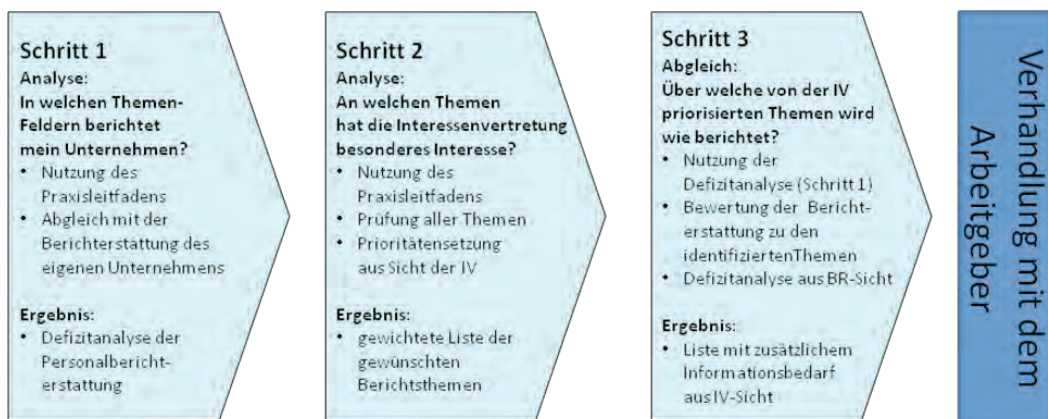 Schritt 1
Analyse:
In welchen Themen-
Feldern berichtet
mein Unternehmen?
• Nutzung des
Praxisleitfadens
• Abgleich mit der
Berichterstattung des
eigenen Unternehmens
Ergebnis:
• Defizitanalyse der
Personalbericht-
erstattung
Schritt 2
Analyse:
An welchen Themen
hat die Interessenvertretung
besonderes Interesse?
• Nutzung des
Praxisleitfadens
• Prüfung aller Themen
• Prioritätensetzung
aus Sicht der IV
Ergebnis:
• gewichtete Liste der
gewünschten
Berichtsthemen
Schritt 3
Abgleich:
Über welche von der IV
priorisierten Themen wird
wie berichtet?
• Nutzung der
Defizitanalyse (Schritt 1)
• Bewertung der Bericht-
erstattung zu den
identifizierten Themen
• Defizitanalyse aus BR-Sicht
Ergebnis:
• Liste mit zusätzlichem
Informationsbedarf
aus IV-Sicht
Verhandlung mit dem
Arbeitgeber